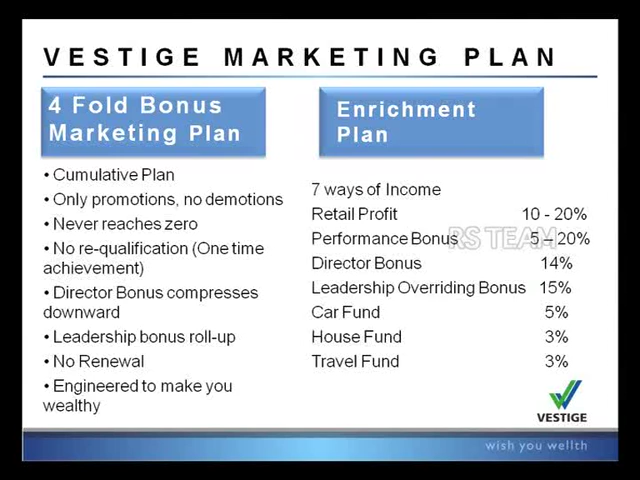 VESTIGE MARKETING PLAN
4 Fold Bonus
Marketing Plan
• Cumulative Plan
• Only promotions, no demotions
• Never reaches zero
• No re-qualification (One time
achievement)
• Director Bonus compresses
downward
• Leadership bonus roll-up
• No Renewal
• Engineered to make you
wealthy
Enrichment
Plan
7 ways of Income
Retail Profit 10 - 20%
Performance Bonus 5 – 20%
RS TEAM
Director Bonus 14%
Leadership Overriding Bonus 15%
Car Fund 5%
House Fund 3%
Travel Fund 3%
VESTIGE
wish you wellth